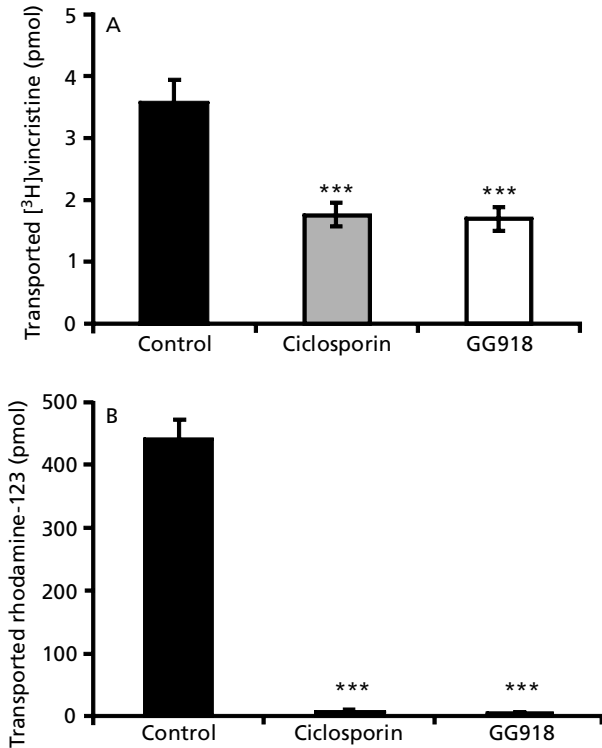 A
Transported [³H]vincristine (pmol)
5
4
3
2
1
0
***
***
Control Ciclosporin GG918
B
Transported rhodamine-123 (pmol)
500
400
300
200
100
0
***
***
Control Ciclosporin GG918